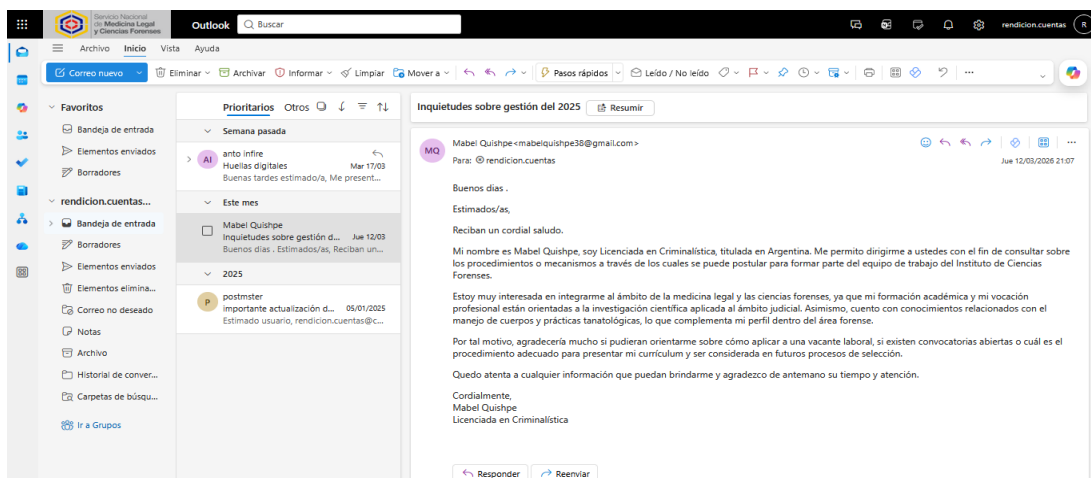 Servicio Nacional
de Medicina Legal
y Ciencias Forenses
Outlook
Buscar
rendicion.cuentas
R
Archivo Inicio Vista Ayuda
Correo nuevo Eliminar Archivar Informar Limpiar Mover a Pasos rápidos Leído / No leído
Favoritos
Bandeja de entrada
Elementos enviados
Borradores
rendicion.cuentas...
Bandeja de entrada
Borradores
Elementos enviados
Elementos elimina...
Correo no deseado
Notas
Archivo
Historial de conver...
Carpetas de búsqu...
Ir a Grupos
Prioritarios Otros
Semana pasada
AI
anto infire
Huellas digitales Mar 17/03
Buenas tardes estimado/a, Me present...
Este mes
Mabel Quishpe
Inquietudes sobre gestión d... Jue 12/03
Buenos dias . Estimados/as, Reciban un...
2025
P
postmster
importante actualización d... 05/01/2025
Estimado usuario, rendicion.cuentas@c...
Inquietudes sobre gestión del 2025 Resumir
MQ
Mabel Quishpe<mabelquishpe38@gmail.com>
Para: rendicion.cuentas
Jue 12/03/2026 21:07
Buenos dias .
Estimados/as,
Reciban un cordial saludo.
Mi nombre es Mabel Quishpe, soy Licenciada en Criminalística, titulada en Argentina. Me permito dirigirme a ustedes con el fin de consultar sobre
los procedimientos o mecanismos a través de los cuales se puede postular para formar parte del equipo de trabajo del Instituto de Ciencias
Forenses.
Estoy muy interesada en integrarme al ámbito de la medicina legal y las ciencias forenses, ya que mi formación académica y mi vocación
profesional están orientadas a la investigación científica aplicada al ámbito judicial. Asimismo, cuento con conocimientos relacionados con el
manejo de cuerpos y prácticas tanatológicas, lo que complementa mi perfil dentro del área forense.
Por tal motivo, agradecería mucho si pudieran orientarme sobre cómo aplicar a una vacante laboral, si existen convocatorias abiertas o cuál es el
procedimiento adecuado para presentar mi currículum y ser considerada en futuros procesos de selección.
Quedo atenta a cualquier información que puedan brindarme y agradezco de antemano su tiempo y atención.
Cordialmente,
Mabel Quishpe
Licenciada en Criminalística
Responder Reenviar